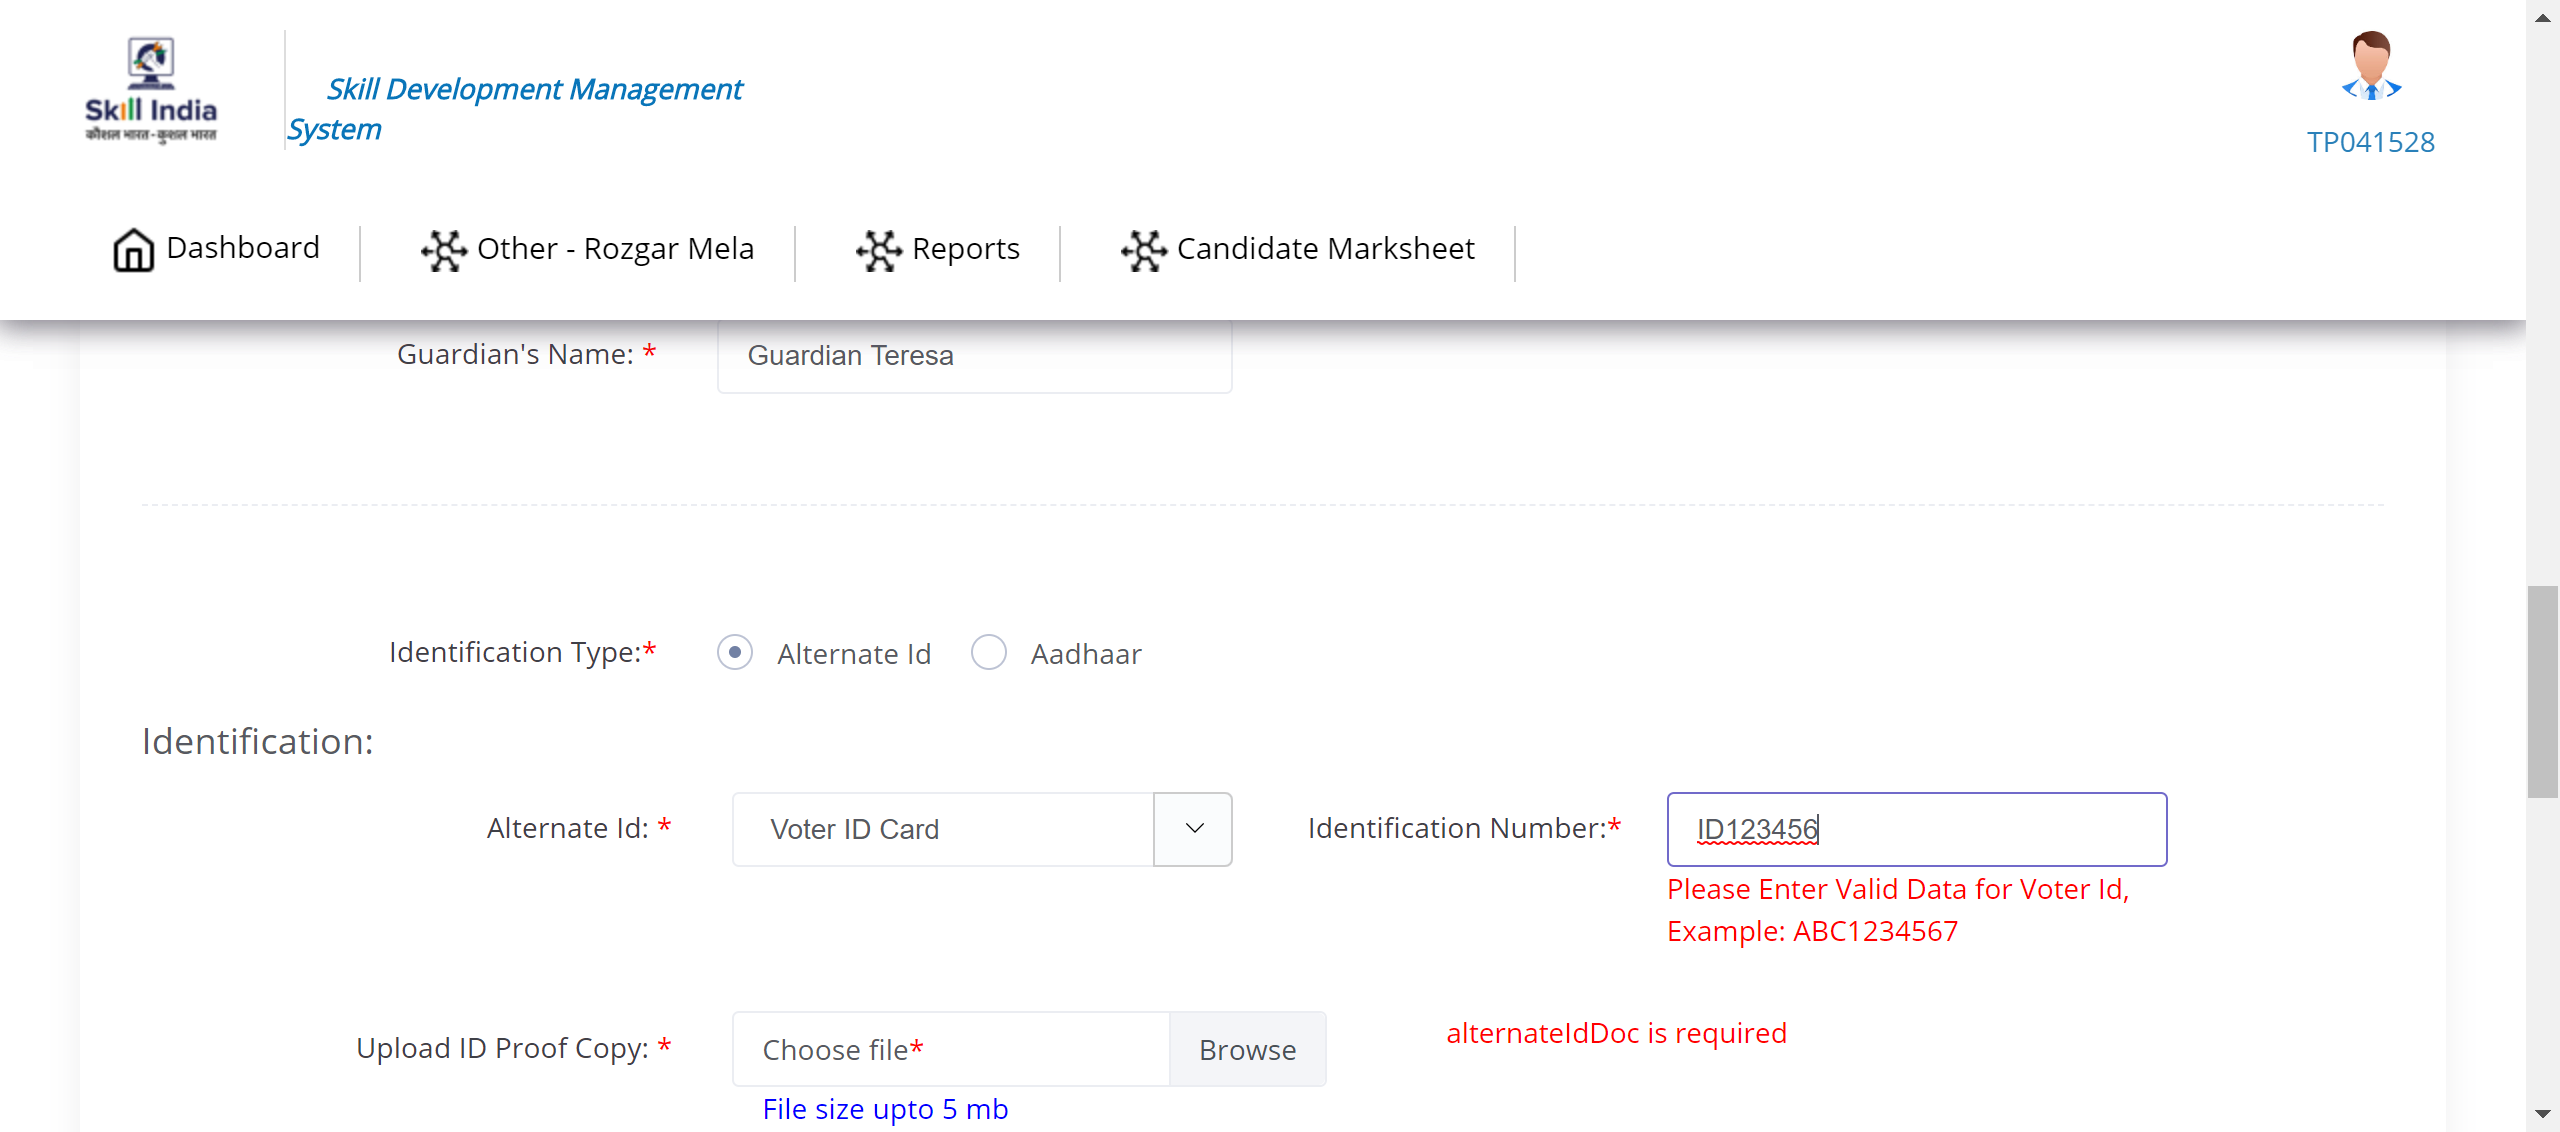 Skill India
कौशल भारत-कुशल भारत
Skill Development Management
System
TP041528
Dashboard
Other - Rozgar Mela
Reports
Candidate Marksheet
Guardian's Name: *
Guardian Teresa
Identification Type:*
Alternate Id
Aadhaar
Identification:
Alternate Id: *
Voter ID Card
Identification Number:*
ID123456
Please Enter Valid Data for Voter Id,
Example: ABC1234567
Upload ID Proof Copy: *
Choose file*
Browse
alternateIdDoc is required
File size upto 5 mb